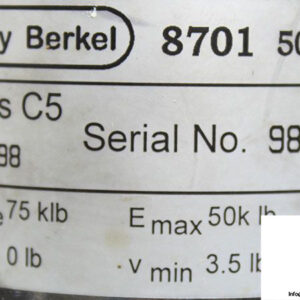 y Berkel 8701 50
s C5
98 Serial No. 98
e 75 klb E max 50k lb
0 lb v min 3.5 lb